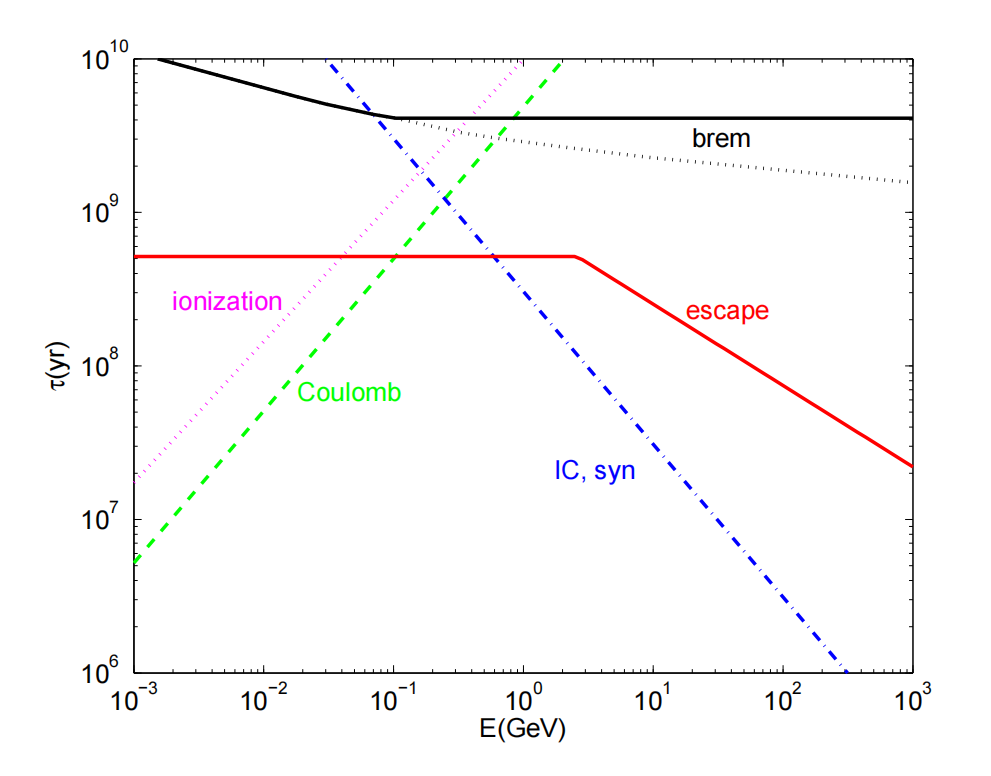 10^10
10^9
10^8
10^7
10^6
τ(yr)
brem
escape
ionization
Coulomb
IC, syn
10^−3
10^−2
10^−1
10^0
10^1
10^2
10^3
E(GeV)